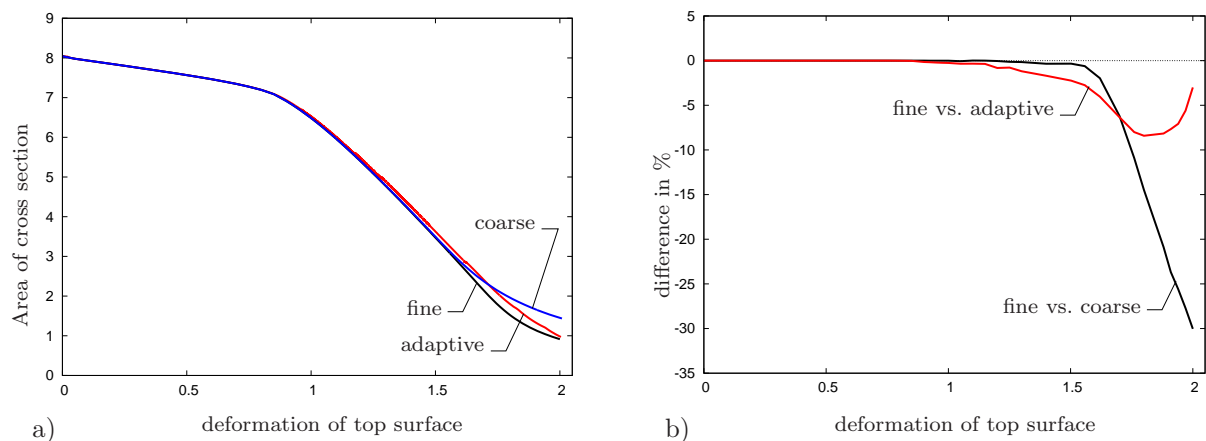 9
8
7
6
5
4
3
2
1
0
Area of cross section
coarse
fine
adaptive
0
0.5
1
1.5
2
deformation of top surface
a)
5
0
-5
-10
-15
-20
-25
-30
-35
difference in %
fine vs. adaptive
fine vs. coarse
0
0.5
1
1.5
2
deformation of top surface
b)